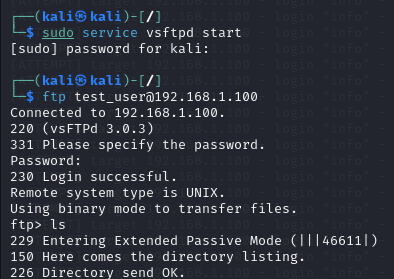 ┌──(kali㉿kali)-[/]
└─$ sudo service vsftpd start
[sudo] password for kali:
┌──(kali㉿kali)-[/]
└─$ ftp test_user@192.168.1.100
Connected to 192.168.1.100.
220 (vsFTPd 3.0.3)
331 Please specify the password.
Password:
230 Login successful.
Remote system type is UNIX.
Using binary mode to transfer files.
ftp> ls
229 Entering Extended Passive Mode (|||46611|)
150 Here comes the directory listing.
226 Directory send OK.